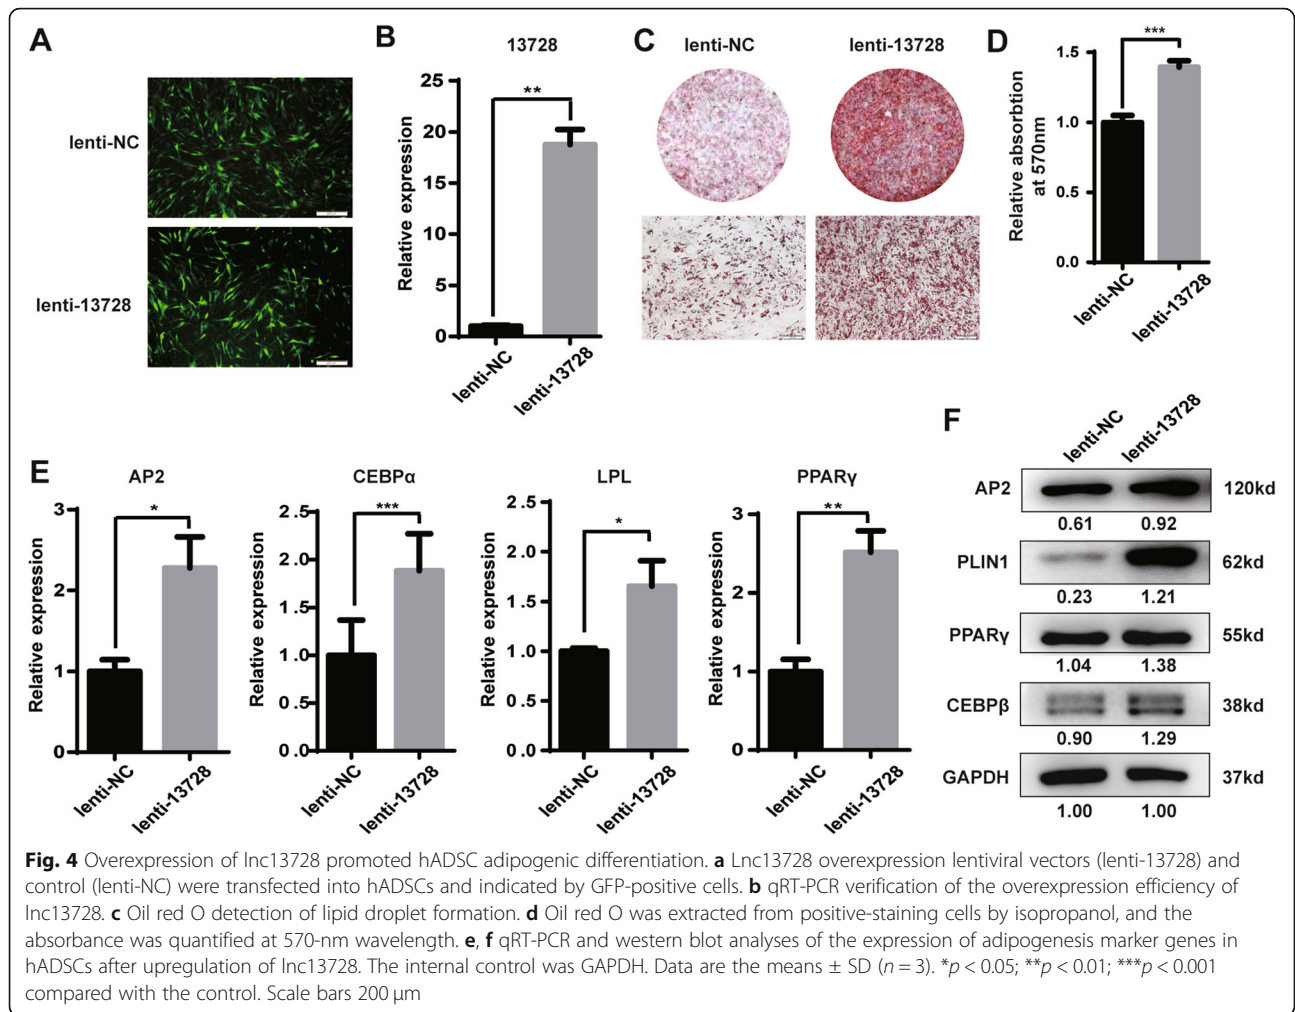 A
lenti-NC
lenti-13728
B
13728
Relative expression
25
20
15
10
5
0
**
lenti-NC
lenti-13728
C
lenti-NC
lenti-13728
D
Relative absorbtion
at 570nm
1.5
1.0
0.5
0.0
***
lenti-NC
lenti-13728
E
AP2
Relative expression
3
2
1
0
*
lenti-NC
lenti-13728
CEBPα
Relative expression
2.5
2.0
1.5
1.0
0.5
0.0
***
lenti-NC
lenti-13728
LPL
Relative expression
2.5
2.0
1.5
1.0
0.5
0.0
*
lenti-NC
lenti-13728
PPARγ
Relative expression
3
2
1
0
**
lenti-NC
lenti-13728
F
lenti-NC lenti-13728
AP2 120kd
0.61 0.92
PLIN1 62kd
0.23 1.21
PPARγ 55kd
1.04 1.38
CEBPβ 38kd
0.90 1.29
GAPDH 37kd
1.00 1.00
Fig. 4 Overexpression of lnc13728 promoted hADSC adipogenic differentiation. a Lnc13728 overexpression lentiviral vectors (lenti-13728) and
control (lenti-NC) were transfected into hADSCs and indicated by GFP-positive cells. b qRT-PCR verification of the overexpression efficiency of
lnc13728. c Oil red O detection of lipid droplet formation. d Oil red O was extracted from positive-staining cells by isopropanol, and the
absorbance was quantified at 570-nm wavelength. e, f qRT-PCR and western blot analyses of the expression of adipogenesis marker genes in
hADSCs after upregulation of lnc13728. The internal control was GAPDH. Data are the means ± SD (n = 3). *p < 0.05; **p < 0.01; ***p < 0.001
compared with the control. Scale bars 200 μm